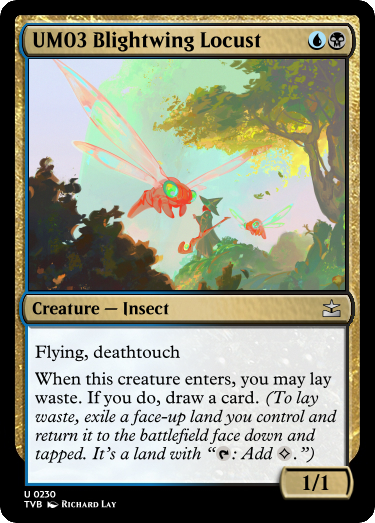 UM03 Blightwing Locust
Creature — Insect
Flying, deathtouch
When this creature enters, you may lay
waste. If you do, draw a card. (To lay
waste, exile a face-up land you control and
return it to the battlefield face down and
tapped. It's a land with “T: Add C.”)
1/1
U 0230
TVB RICHARD LAY